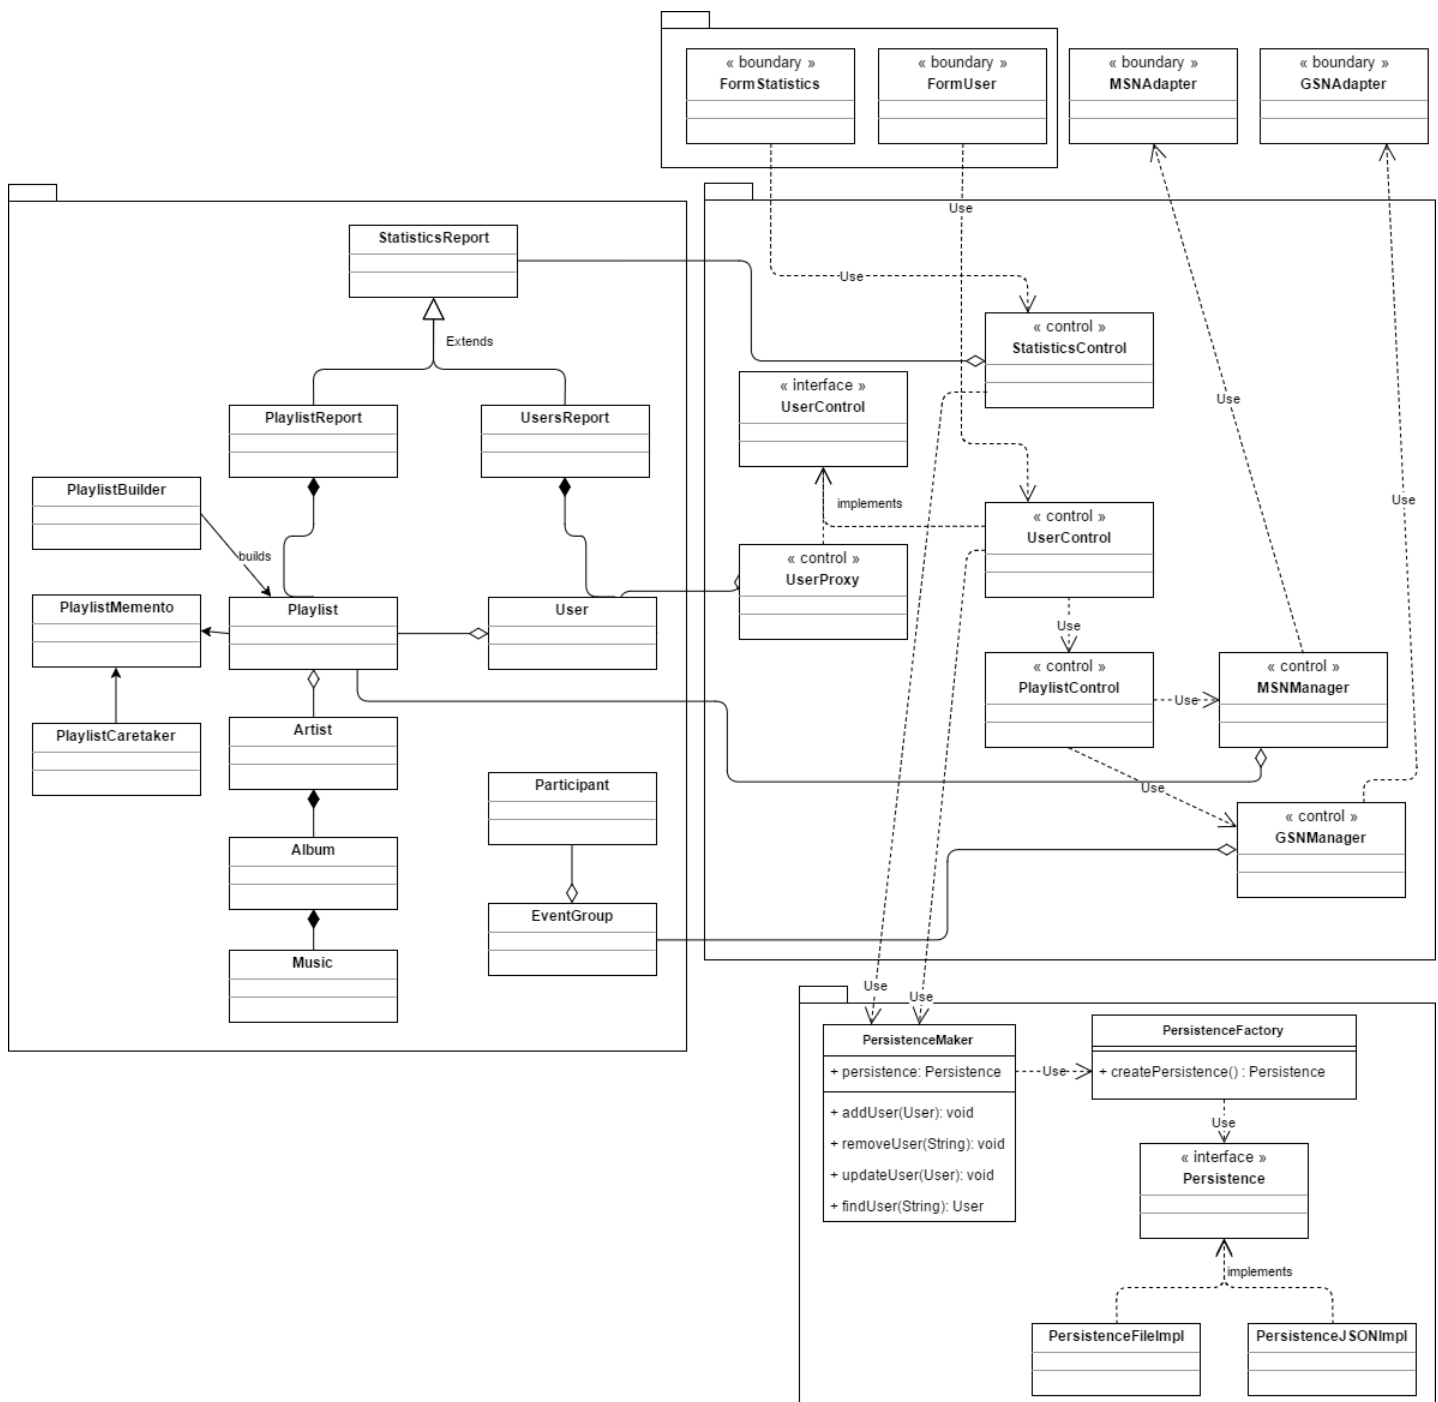 « boundary »
FormStatistics
« boundary »
FormUser
« boundary »
MSNAdapter
« boundary »
GSNAdapter
Use
Use
Use
Use
StatisticsReport
Extends
PlaylistReport
UsersReport
PlaylistBuilder
builds
PlaylistMemento
Playlist
User
PlaylistCaretaker
Artist
Participant
Album
EventGroup
Music
« control »
StatisticsControl
« interface »
UserControl
implements
« control »
UserControl
« control »
UserProxy
Use
« control »
PlaylistControl
Use
« control »
MSNManager
Use
« control »
GSNManager
Use
Use
PersistenceMaker
+ persistence: Persistence
+ addUser(User): void
+ removeUser(String): void
+ updateUser(User): void
+ findUser(String): User
Use
PersistenceFactory
+ createPersistence() : Persistence
Use
« interface »
Persistence
implements
PersistenceFileImpl
PersistenceJSONImpl